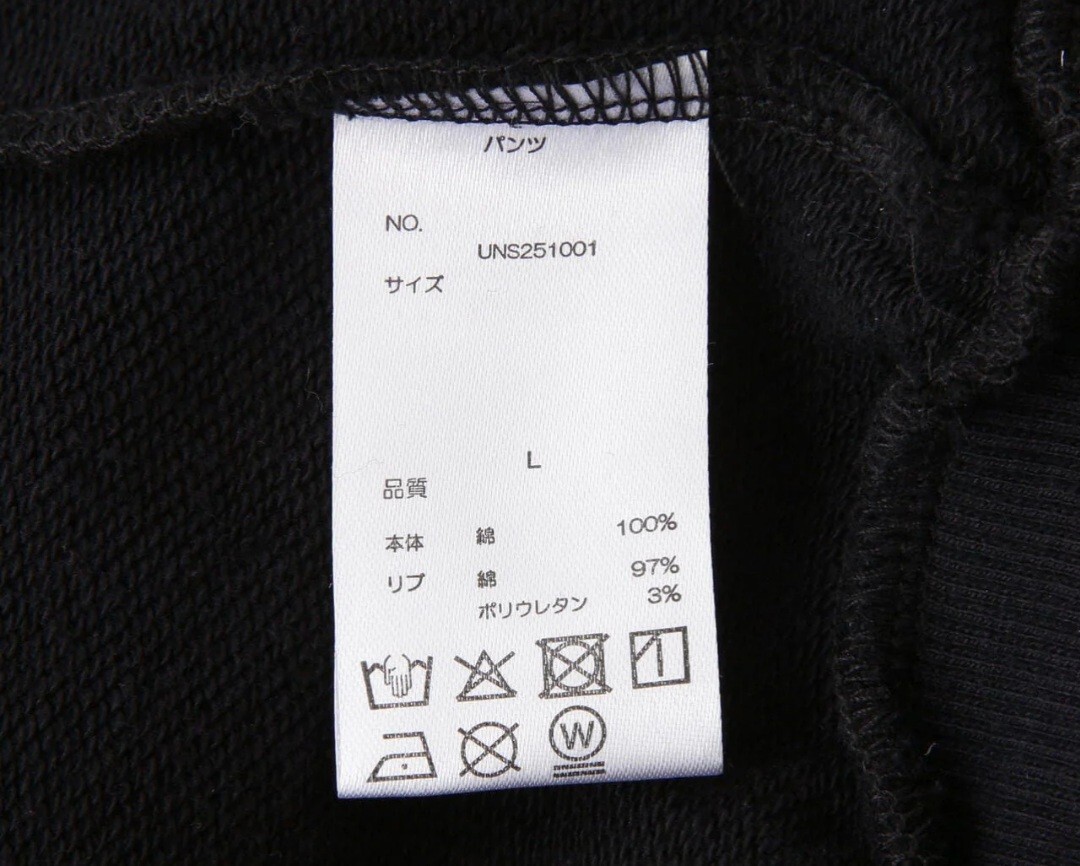 パンツ
NO.
UNS251001
サイズ
L
品質
本体 綿 100%
リブ 綿 97%
ポリウレタン 3%
W